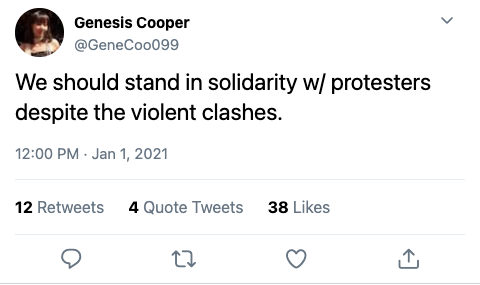 Genesis Cooper
@GeneCoo099
We should stand in solidarity w/ protesters
despite the violent clashes.
12:00 PM · Jan 1, 2021
12 Retweets 4 Quote Tweets 38 Likes